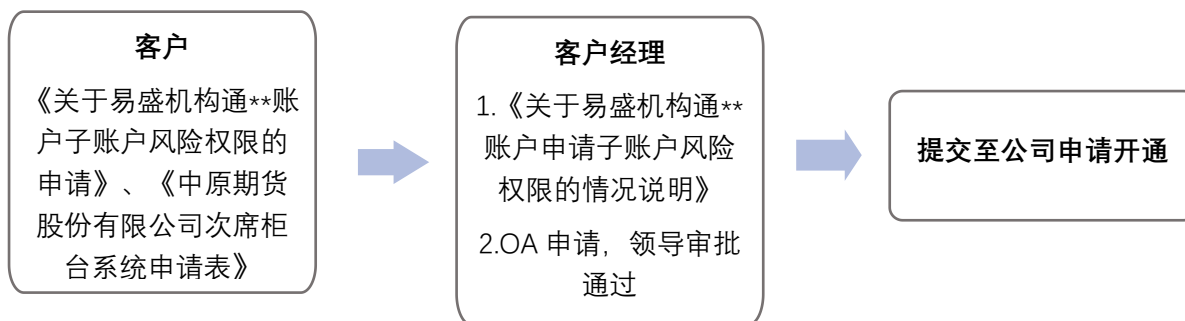 客户
《关于易盛机构通**账
户子账户风险权限的
申请》、《中原期货
股份有限公司次席柜
台系统申请表》
客户经理
1.《关于易盛机构通**
账户申请子账户风险
权限的情况说明》
2.OA 申请，领导审批
通过
提交至公司申请开通